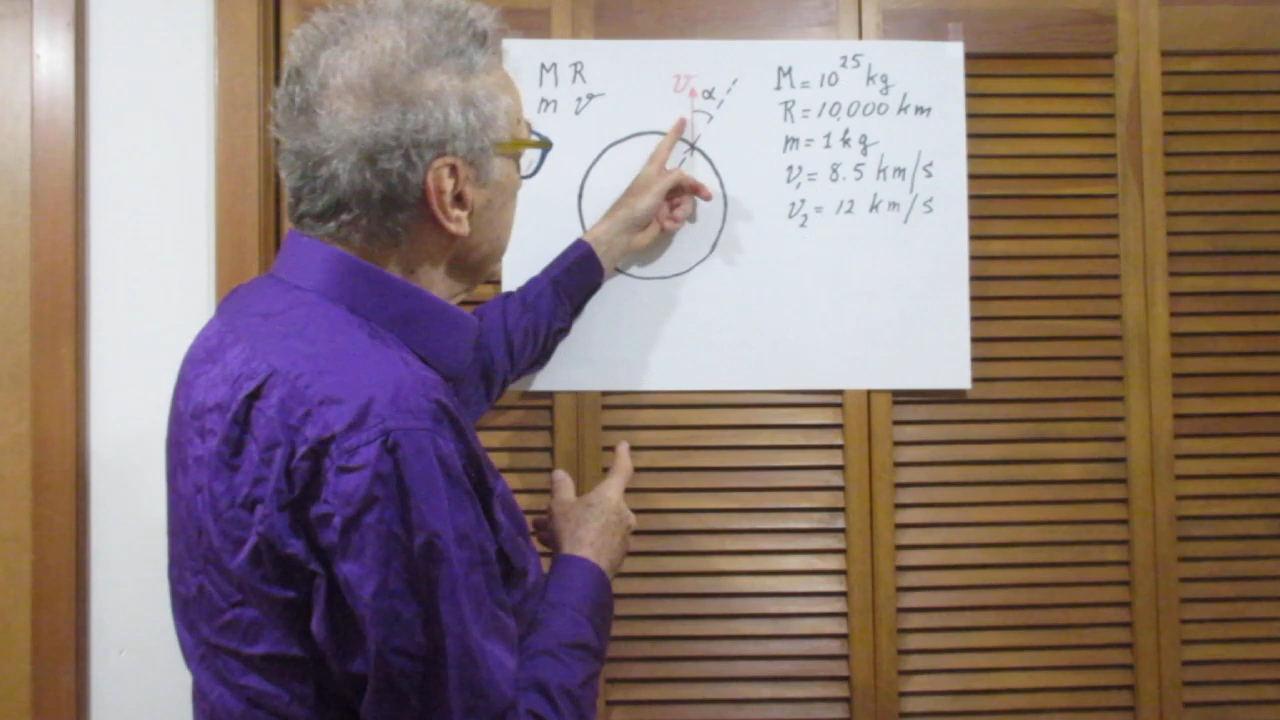 M R
m v
v α
M = 10²⁵ kg
R = 10,000 km
m = 1 kg
v₁ = 8.5 km/s
v₂ = 12 km/s